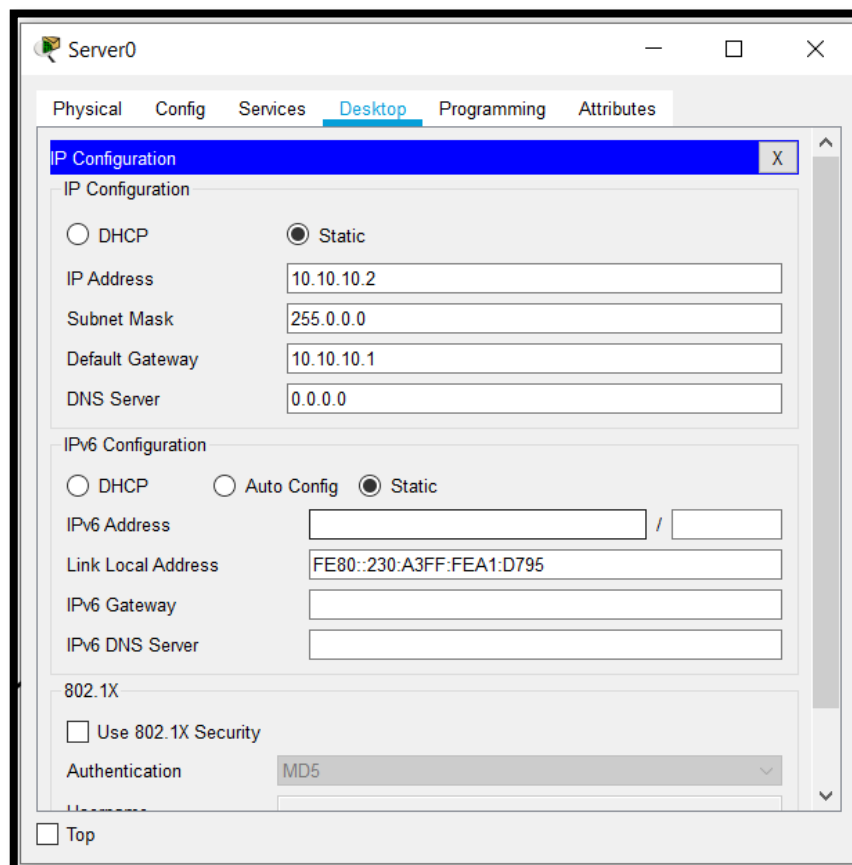 Server0
Physical Config Services Desktop Programming Attributes
IP Configuration X
IP Configuration
DHCP Static
IP Address 10.10.10.2
Subnet Mask 255.0.0.0
Default Gateway 10.10.10.1
DNS Server 0.0.0.0
IPv6 Configuration
DHCP Auto Config Static
IPv6 Address /
Link Local Address FE80::230:A3FF:FEA1:D795
IPv6 Gateway
IPv6 DNS Server
802.1X
Use 802.1X Security
Authentication MD5
Top